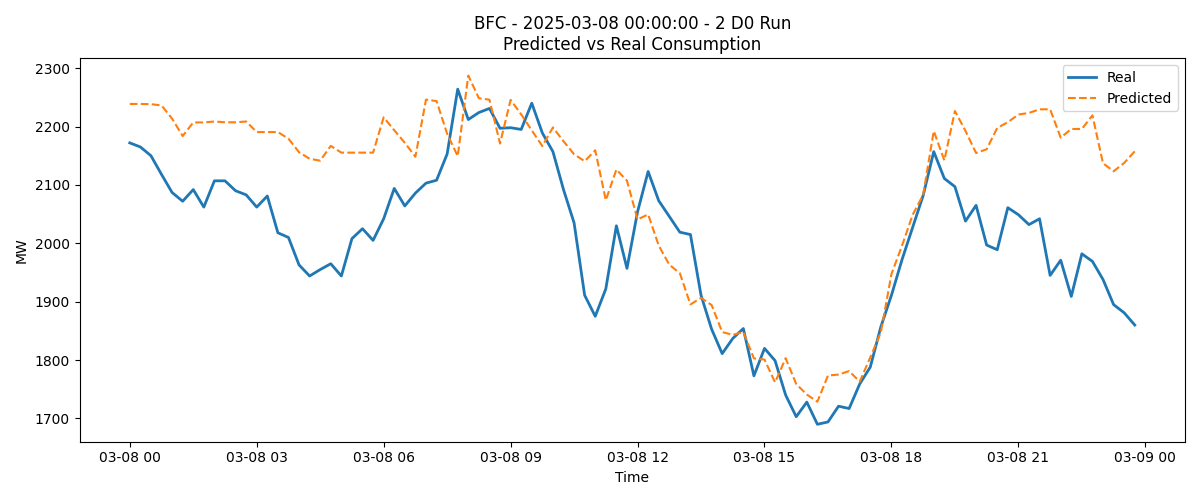 BFC - 2025-03-08 00:00:00 - 2 D0 Run
Predicted vs Real Consumption
Real
Predicted
MW
2300
2200
2100
2000
1900
1800
1700
03-08 00
03-08 03
03-08 06
03-08 09
03-08 12
03-08 15
03-08 18
03-08 21
03-09 00
Time